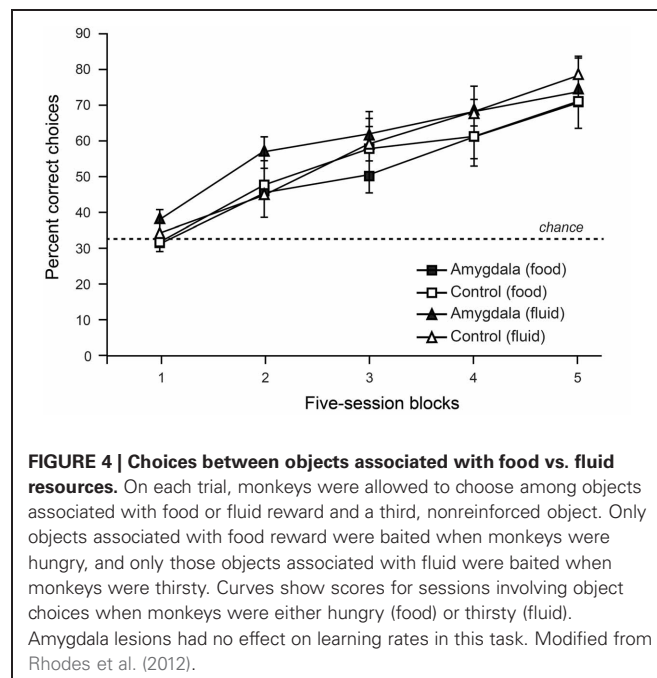 90
80
70
60
50
40
30
20
10
0
Percent correct choices
chance
Amygdala (food)
Control (food)
Amygdala (fluid)
Control (fluid)
1 2 3 4 5
Five-session blocks
FIGURE 4 | Choices between objects associated with food vs. fluid
resources. On each trial, monkeys were allowed to choose among objects
associated with food or fluid reward and a third, nonreinforced object. Only
objects associated with food reward were baited when monkeys were
hungry, and only those objects associated with fluid were baited when
monkeys were thirsty. Curves show scores for sessions involving object
choices when monkeys were either hungry (food) or thirsty (fluid).
Amygdala lesions had no effect on learning rates in this task. Modified from
Rhodes et al. (2012).